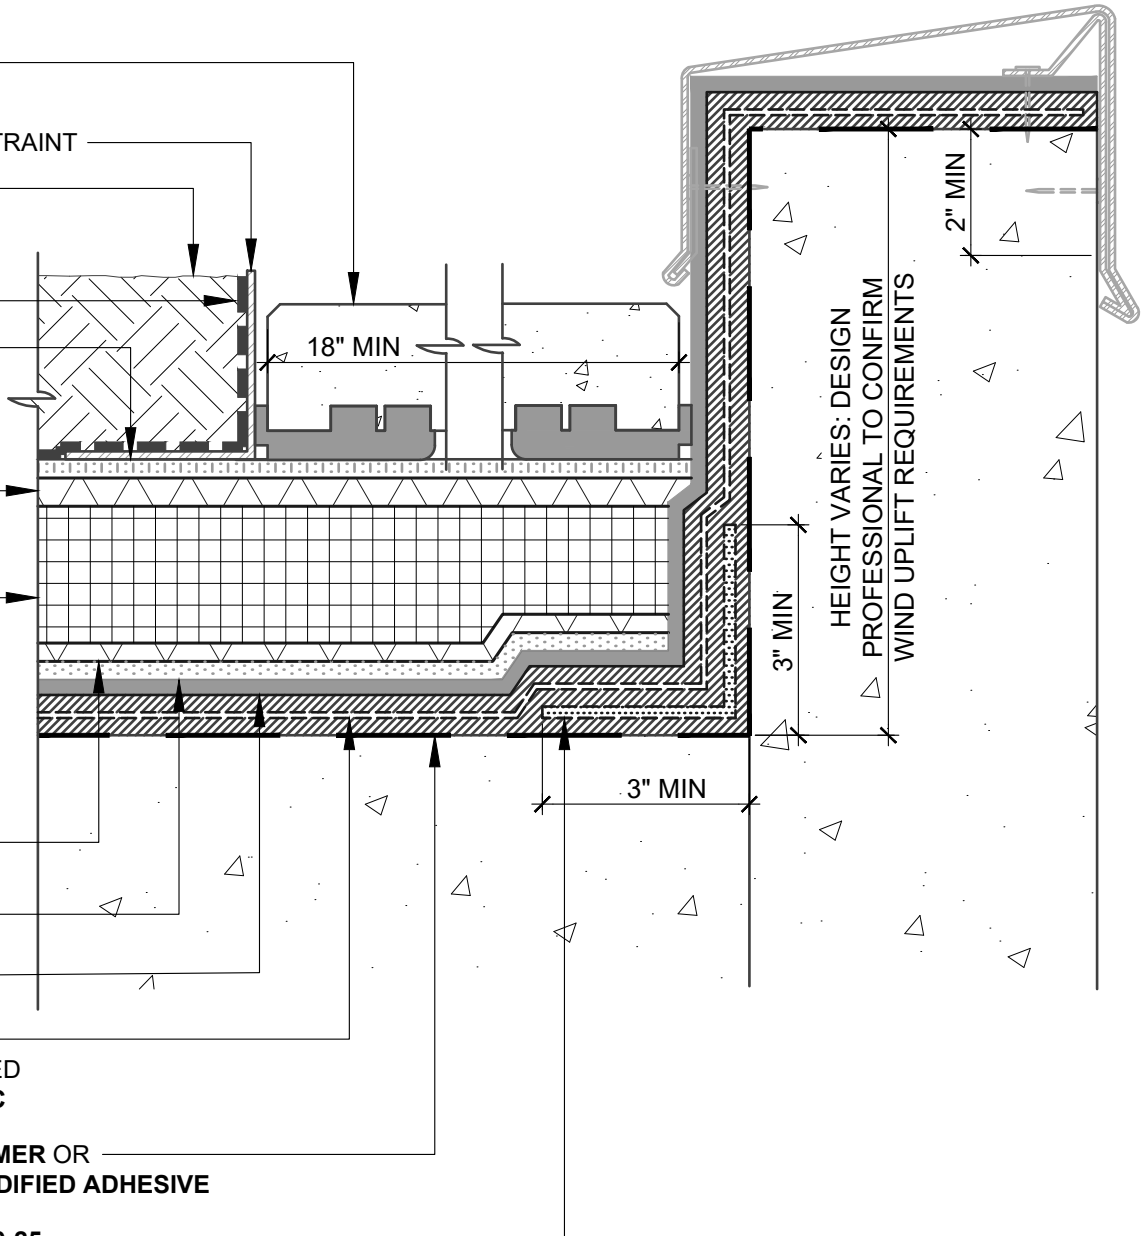 TRAINT
18" MIN
2" MIN
HEIGHT VARIES: DESIGN
PROFESSIONAL TO CONFIRM
WIND UPLIFT REQUIREMENTS
3" MIN
3" MIN
ED
MER OR
DIFIED ADHESIVE